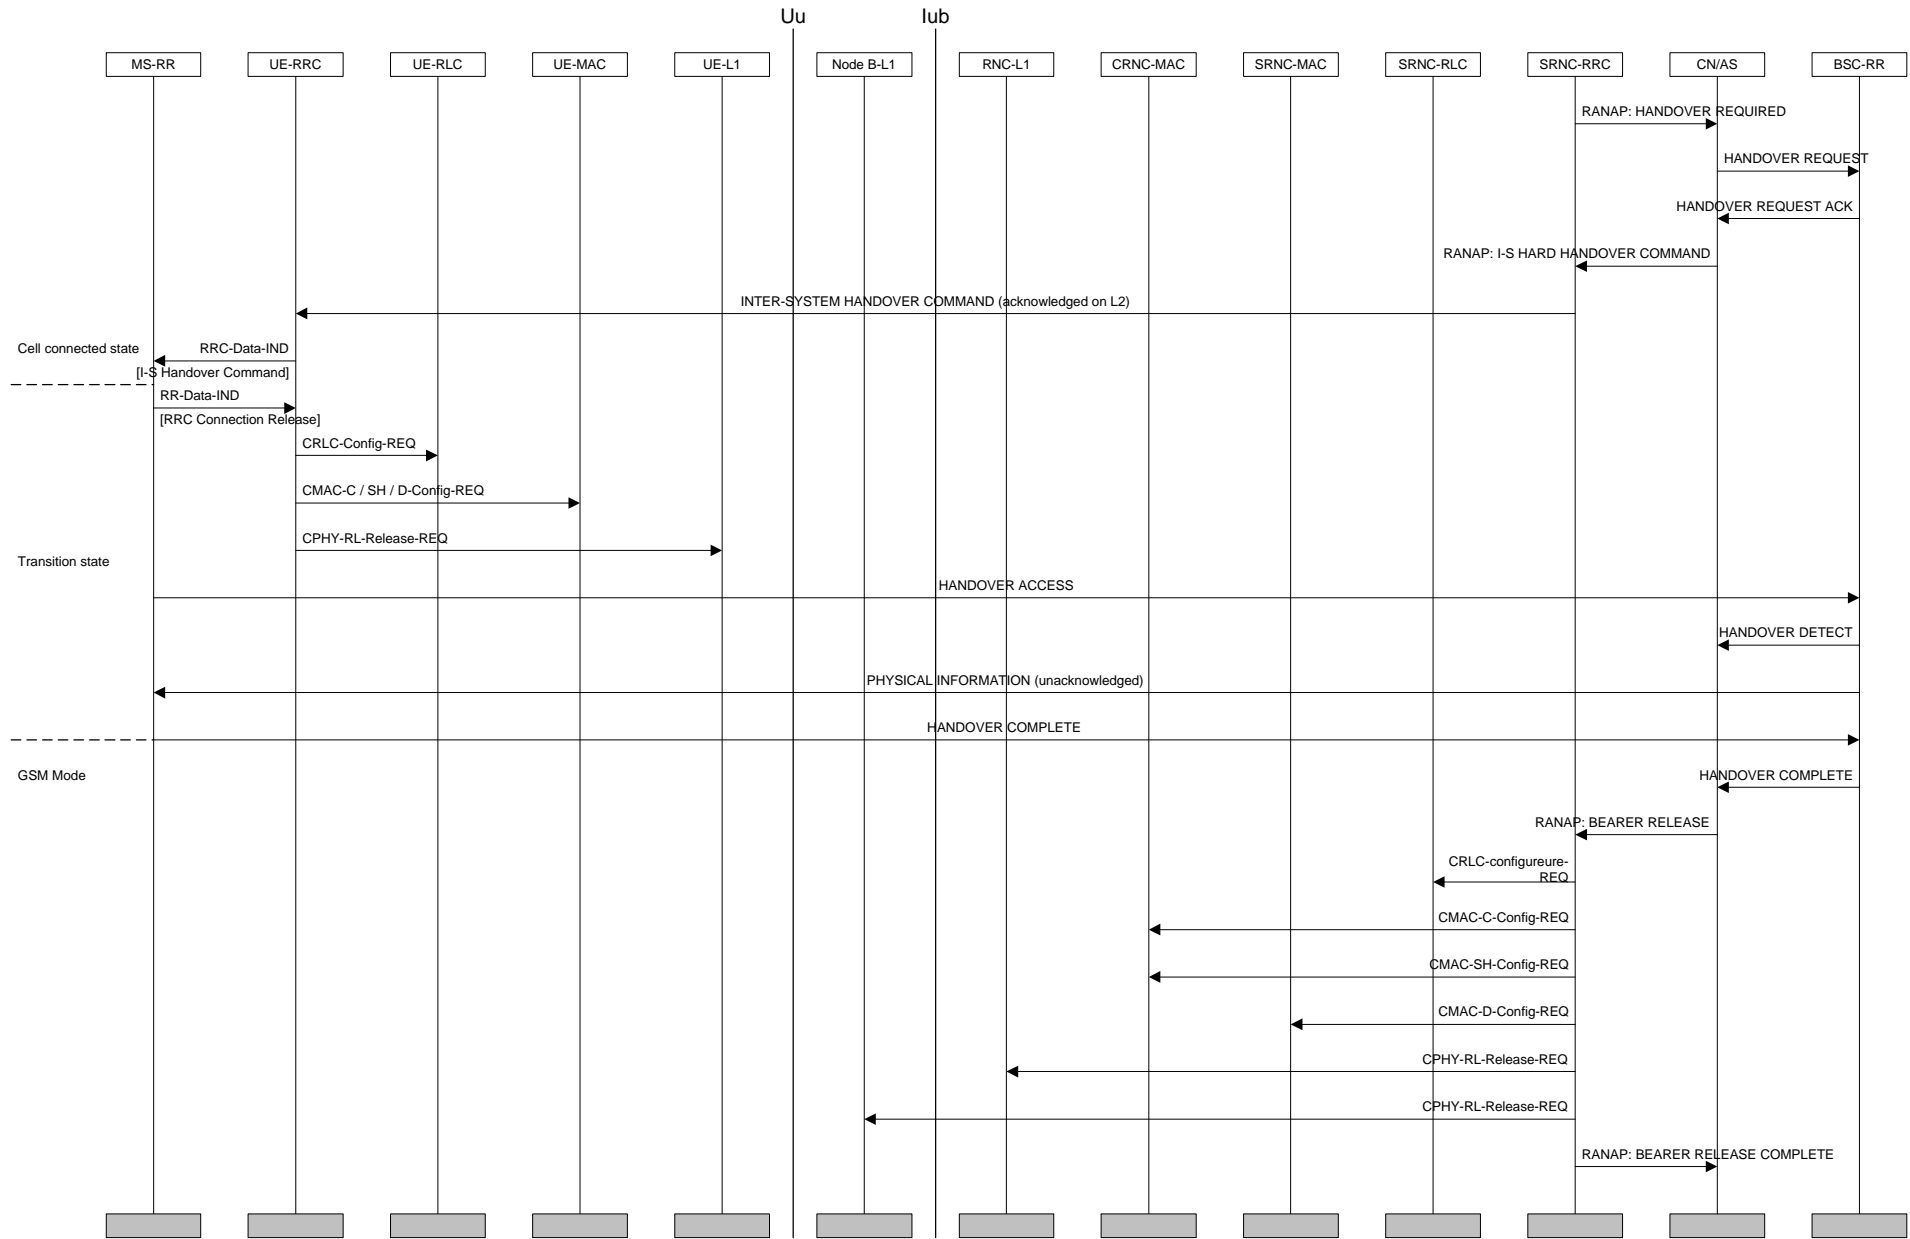 Uu
Iub
MS-RR
UE-RRC
UE-RLC
UE-MAC
UE-L1
Node B-L1
RNC-L1
CRNC-MAC
SRNC-MAC
SRNC-RLC
SRNC-RRC
CN/AS
BSC-RR
RANAP: HANDOVER REQUIRED
HANDOVER REQUEST
HANDOVER REQUEST ACK
RANAP: I-S HARD HANDOVER COMMAND
INTER-SYSTEM HANDOVER COMMAND (acknowledged on L2)
Cell connected state
RRC-Data-IND
[I-S Handover Command]
RR-Data-IND
[RRC Connection Release]
CRLC-Config-REQ
CMAC-C / SH / D-Config-REQ
CPHY-RL-Release-REQ
Transition state
HANDOVER ACCESS
HANDOVER DETECT
PHYSICAL INFORMATION (unacknowledged)
HANDOVER COMPLETE
GSM Mode
HANDOVER COMPLETE
RANAP: BEARER RELEASE
CRLC-configureure-
REQ
CMAC-C-Config-REQ
CMAC-SH-Config-REQ
CMAC-D-Config-REQ
CPHY-RL-Release-REQ
CPHY-RL-Release-REQ
RANAP: BEARER RELEASE COMPLETE